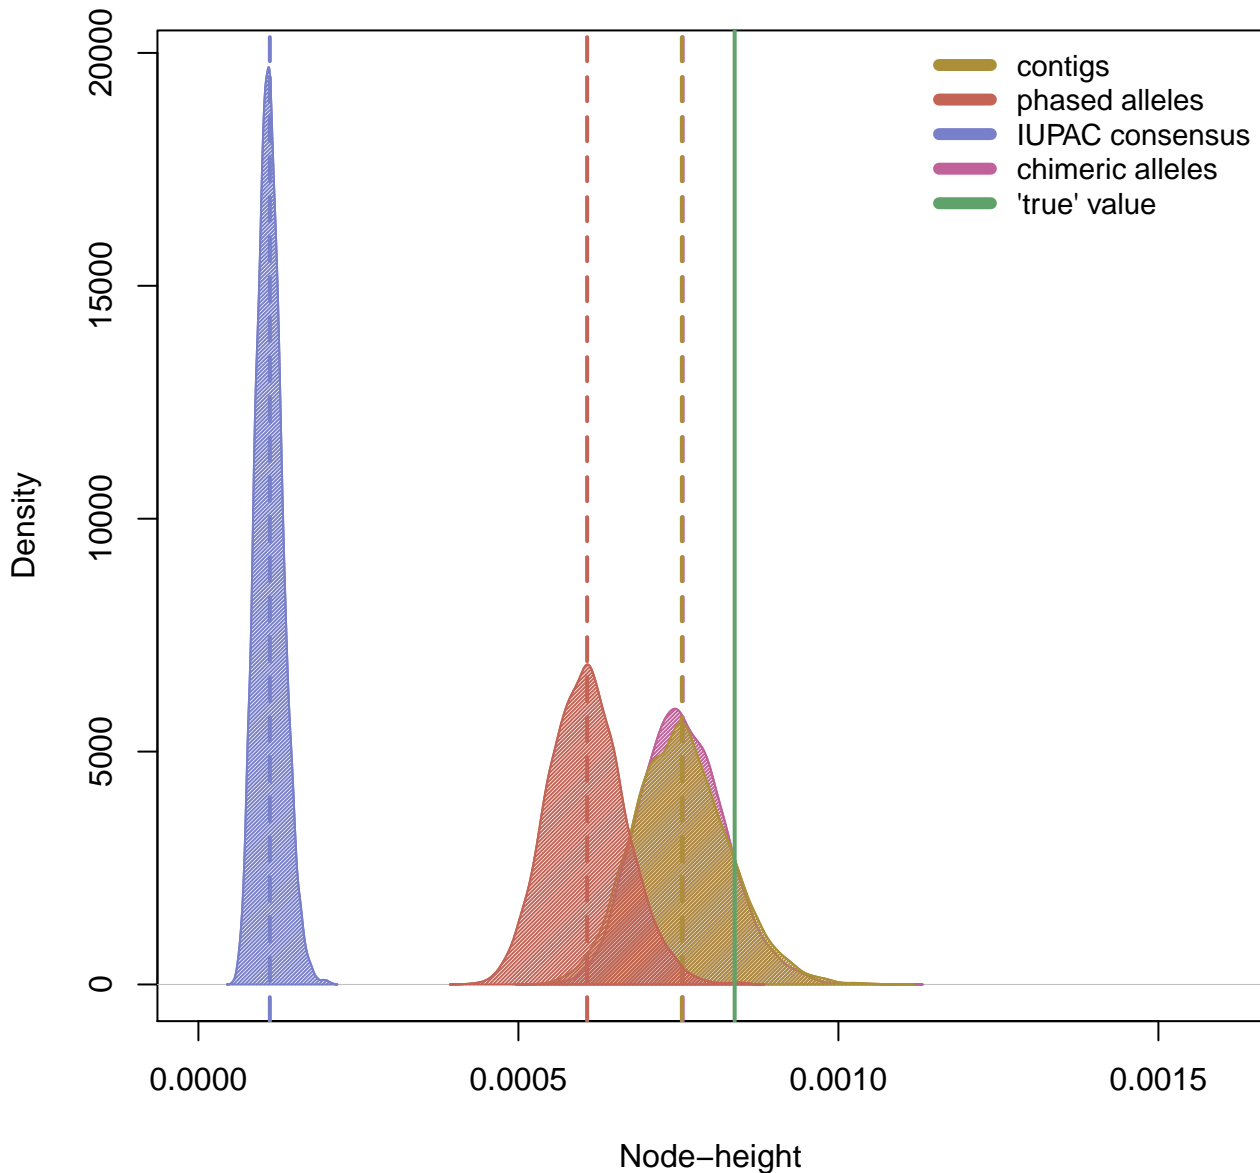 contigs
phased alleles
IUPAC consensus
chimeric alleles
'true' value
20000
15000
10000
5000
0
Density
0.0000 0.0005 0.0010 0.0015
Node−height